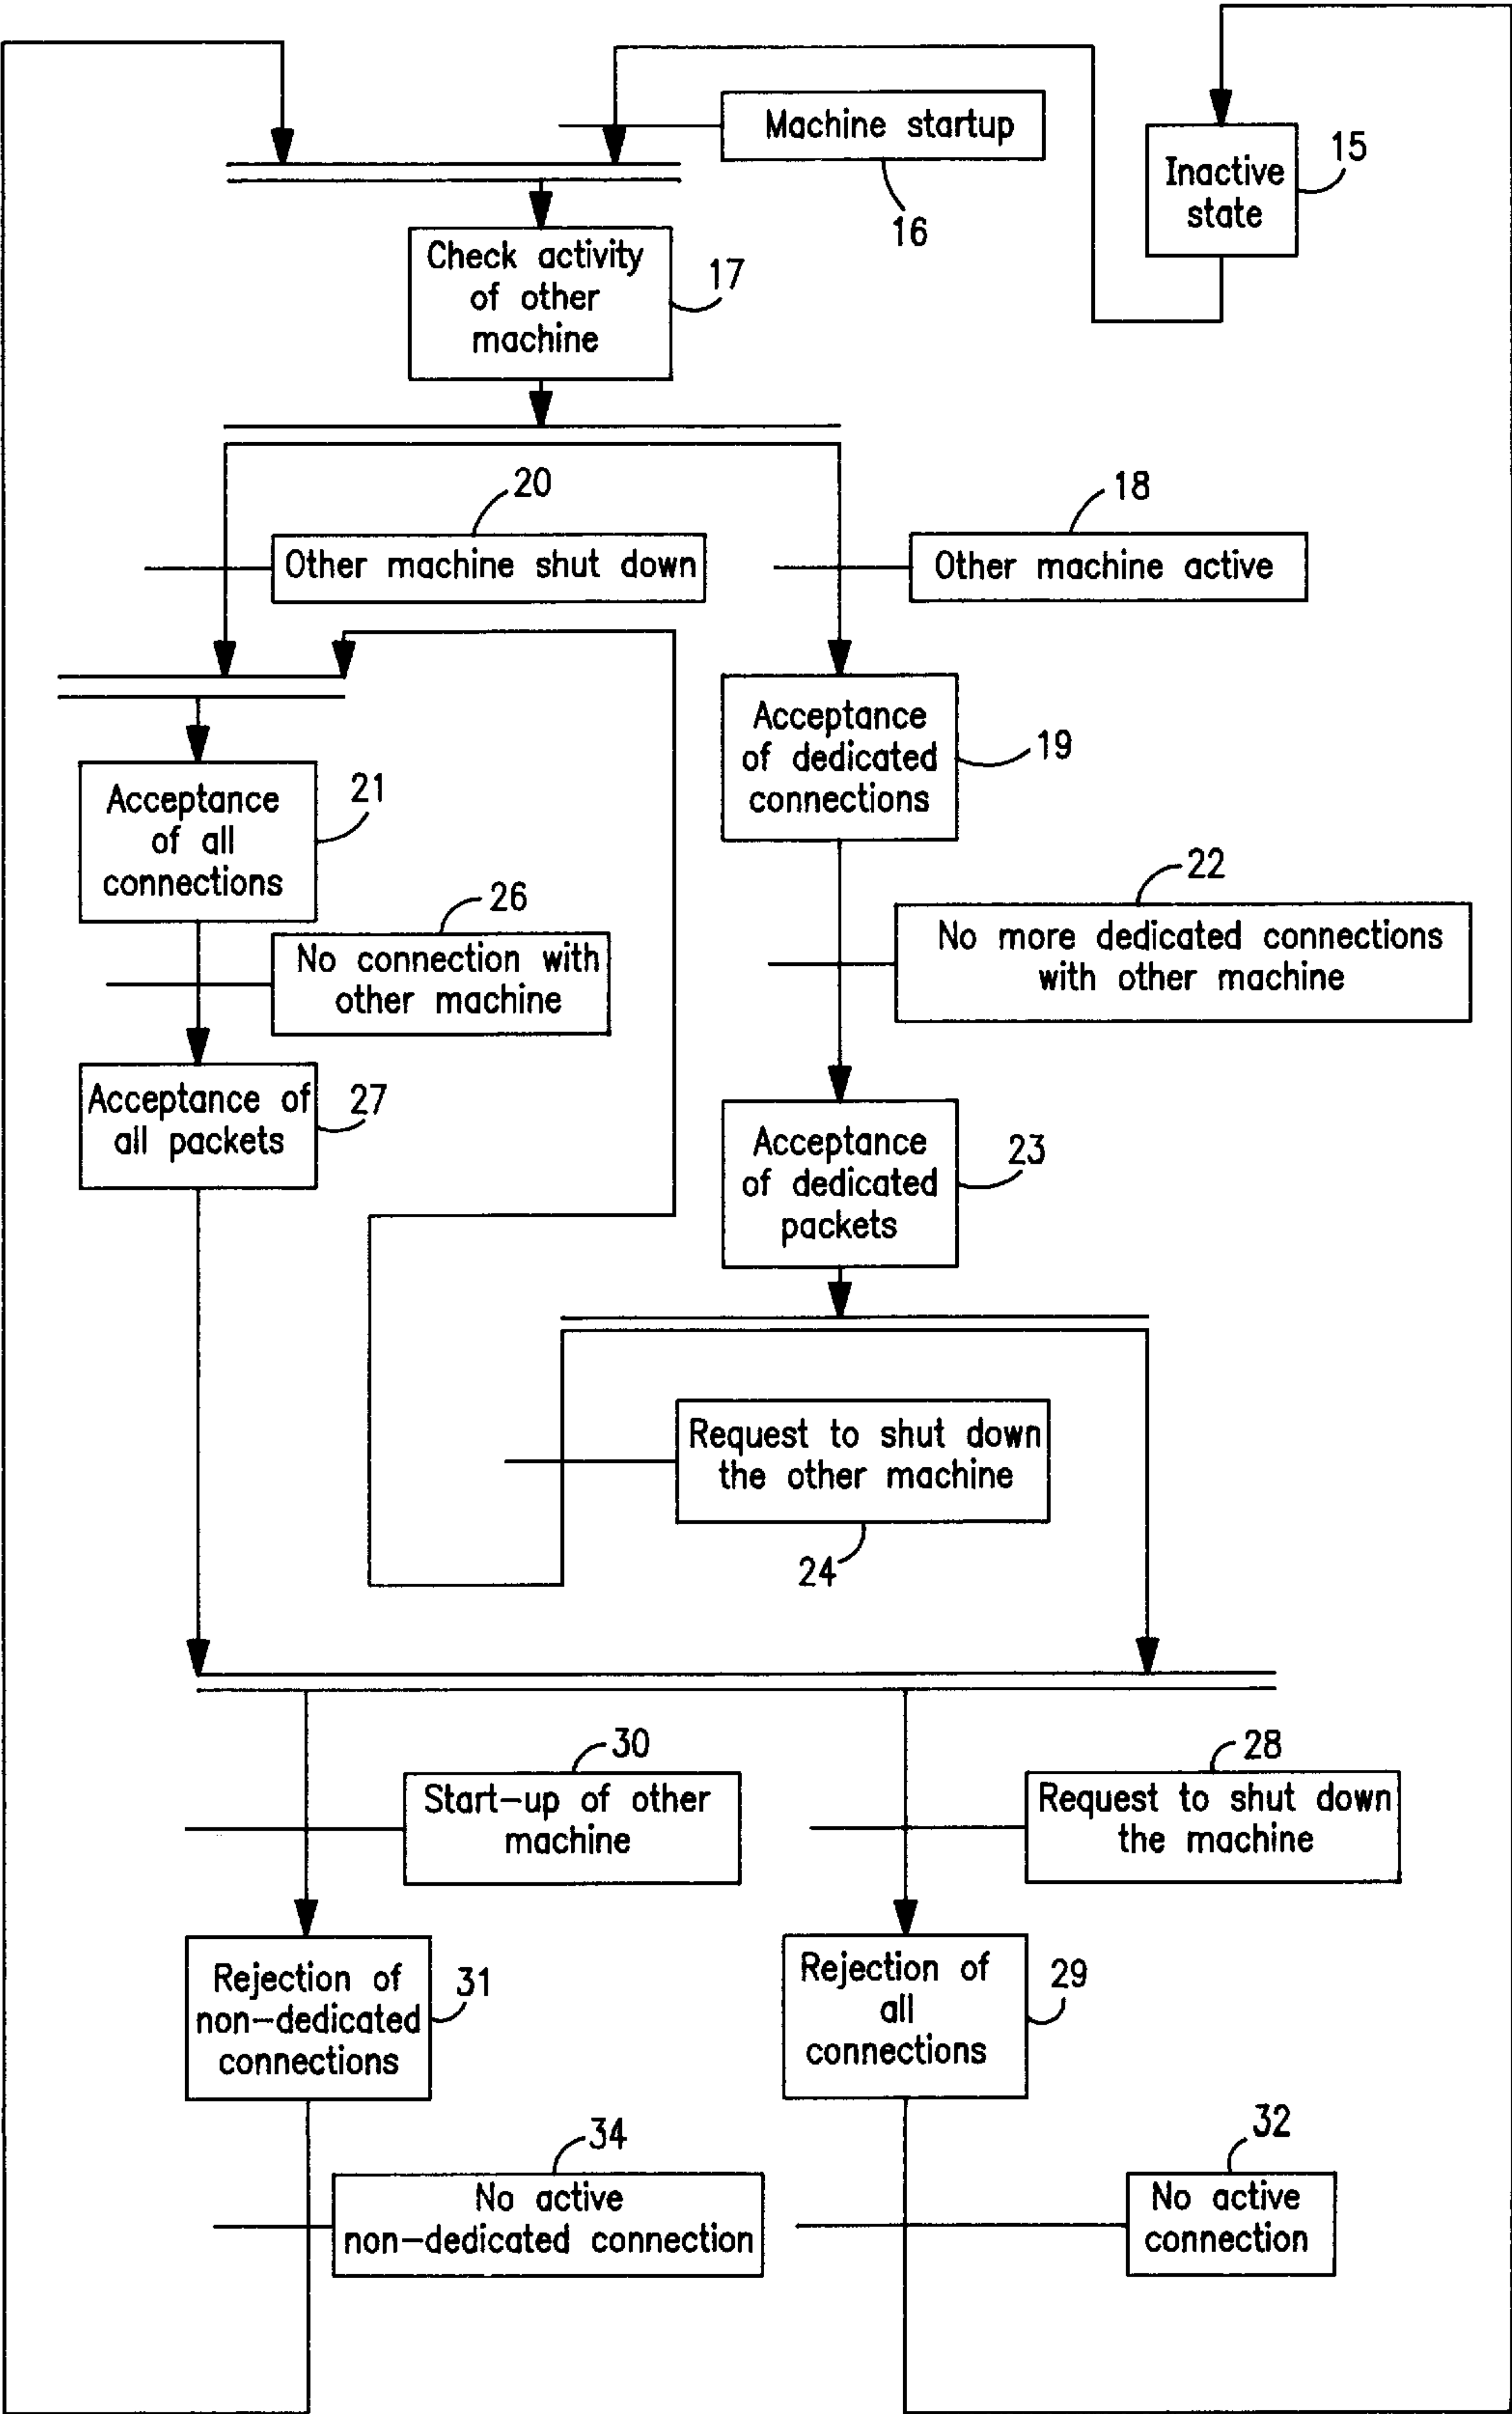 Machine startup
16
Inactive
state
15
Check activity
of other
machine
17
20
Other machine shut down
18
Other machine active
Acceptance
of dedicated
connections
19
Acceptance
of all
connections
21
22
No more dedicated connections
with other machine
26
No connection with
other machine
Acceptance of
all packets
27
Acceptance
of dedicated
packets
23
Request to shut down
the other machine
24
30
Start-up of other
machine
28
Request to shut down
the machine
Rejection of
non-dedicated
connections
31
Rejection of
all
connections
29
34
No active
non-dedicated connection
32
No active
connection